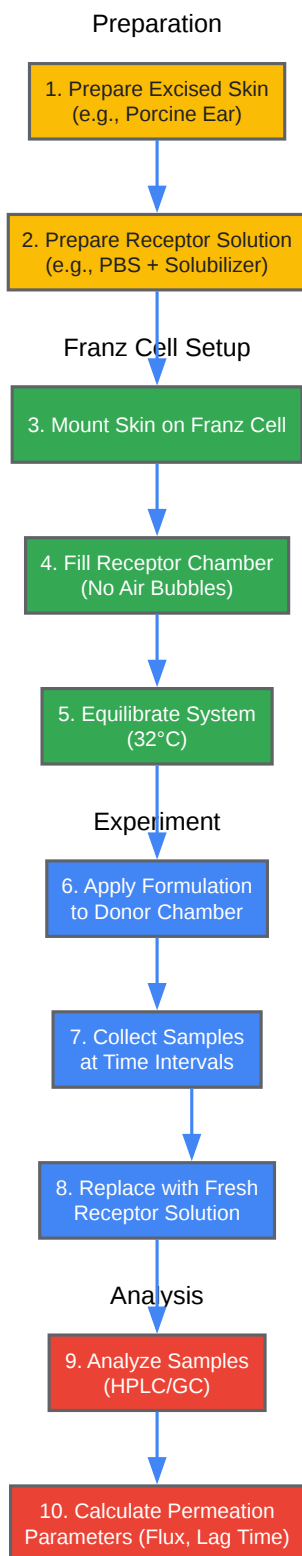 Preparation
1. Prepare Excised Skin
(e.g., Porcine Ear)
2. Prepare Receptor Solution
(e.g., PBS + Solubilizer)
Franz Cell Setup
3. Mount Skin on Franz Cell
4. Fill Receptor Chamber
(No Air Bubbles)
5. Equilibrate System
(32°C)
Experiment
6. Apply Formulation
to Donor Chamber
7. Collect Samples
at Time Intervals
8. Replace with Fresh
Receptor Solution
Analysis
9. Analyze Samples
(HPLC/GC)
10. Calculate Permeation
Parameters (Flux, Lag Time)